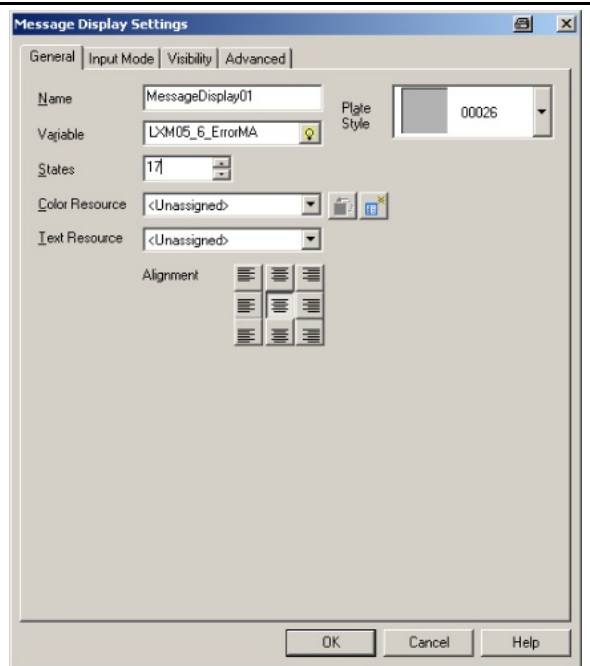 Message Display Settings
General Input Mode Visibility Advanced
Name MessageDisplay01
Plate Style 00026
Variable LXM05_6_ErrorMA
States 17
Color Resource <Unassigned>
Text Resource <Unassigned>
Alignment
OK Cancel Help